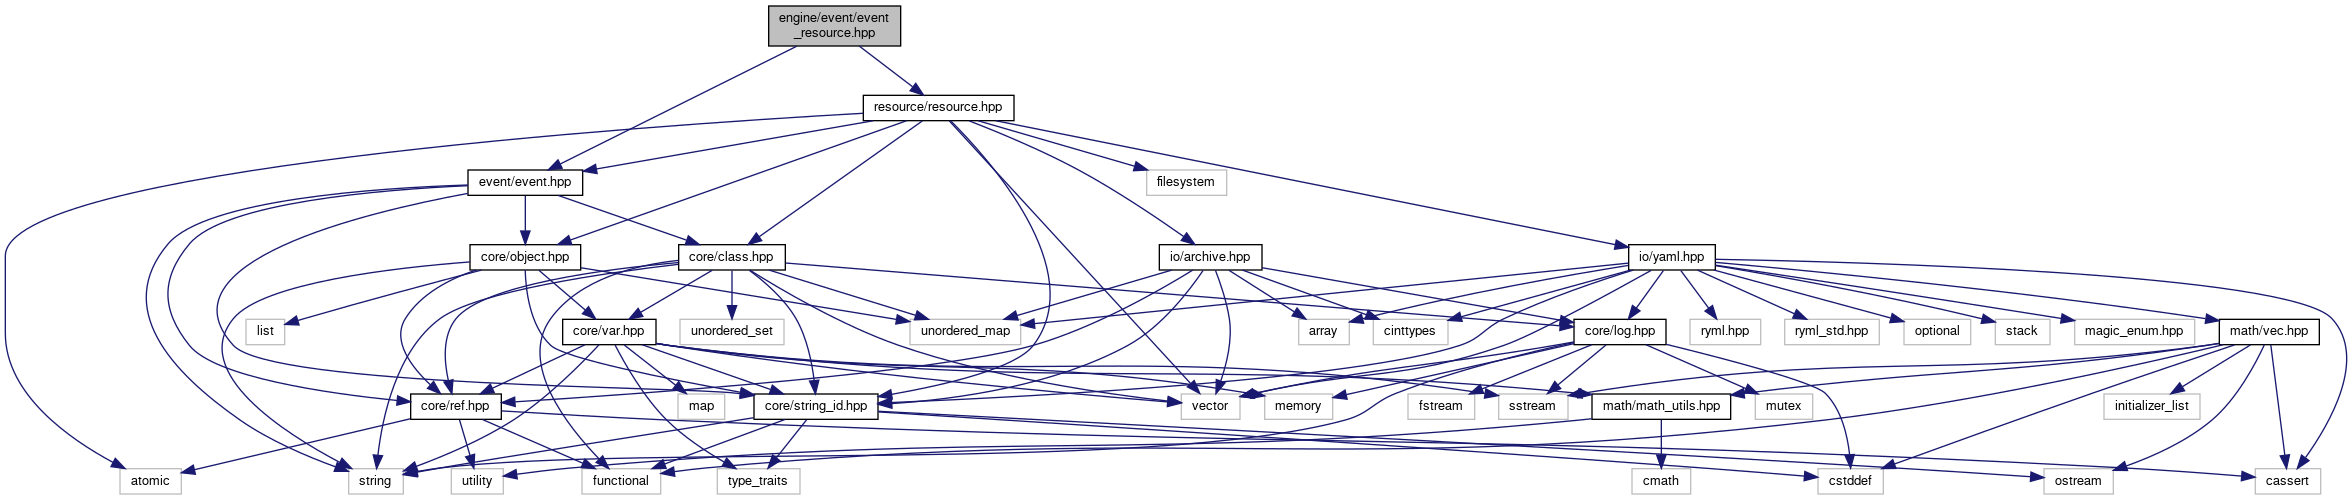 engine/event/event
_resource.hpp
resource/resource.hpp
event/event.hpp
filesystem
core/object.hpp
core/class.hpp
io/archive.hpp
io/yaml.hpp
list
core/var.hpp
unordered_set
unordered_map
array
cinttypes
core/log.hpp
ryml.hpp
ryml_std.hpp
optional
stack
magic_enum.hpp
math/vec.hpp
core/ref.hpp
map
core/string_id.hpp
vector
memory
fstream
sstream
math/math_utils.hpp
mutex
initializer_list
atomic
string
utility
functional
type_traits
cmath
cstddef
ostream
cassert